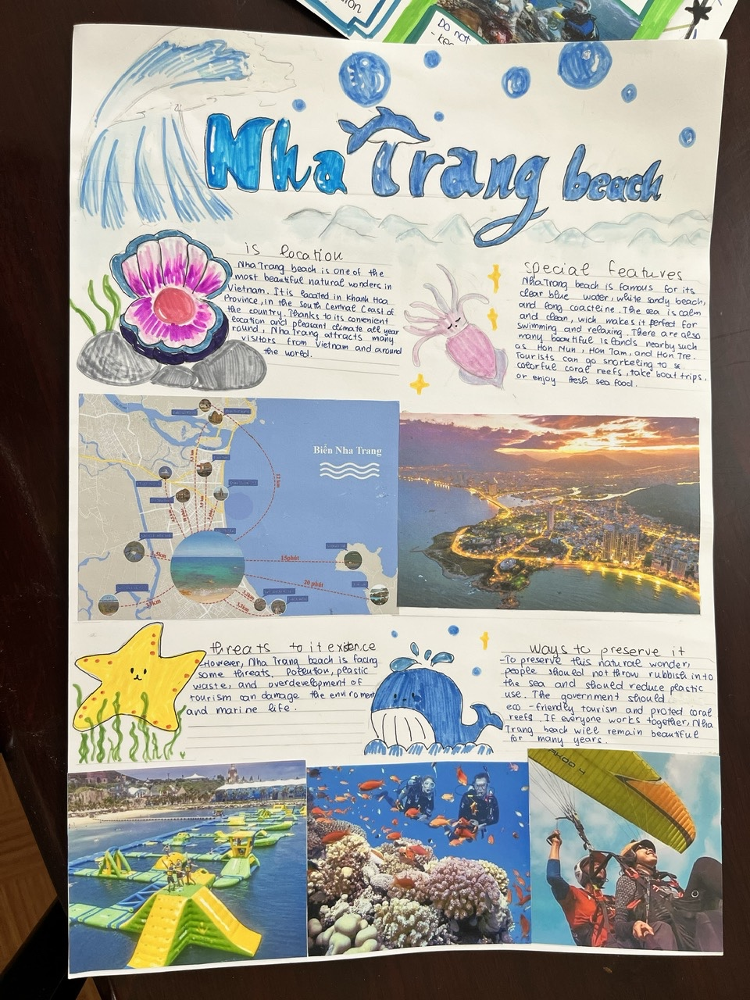 Do not
Nha Trang beach
is location
Nha Trang beach is one of the
most beautiful natural wonders in
Vietnam. It is located in Khanh Hoa
Province, in the South Central Coast of
the country. Thanks to its convenient
location and pleasant climate all year
round, Nha Trang attracts many
visitors from Vietnam and around
the world.
special features
Nha Trang beach is famous for its
clear blue water, white sandy beach,
and long coastline. The sea is calm
and clean, wich makes it perfect for
swimming and relaxing. There are also
many beautiful islands nearby such
as Hon Mun, Hon Tam, and Hon Tre.
Tourists can go snorkeling to se
colorful coral reefs, take boat trips,
or enjoy fresh sea food.
Biển Nha Trang
12 km
15phút
20 phút
threats to it existence
However, Nha Trang beach is facing
some threats. Pollution, plastic
waste, and overdevelopment of
tourism can damage the enviroment
and marine life.
ways to preserve it
-To preserve this natural wonder,
people should not throw rubbish into
the sea and should reduce plastic
use. The government should
eco-friendly tourism and protect coral
reefs. If everyone works together, Nha
Trang beach will remain beautiful
for many years.